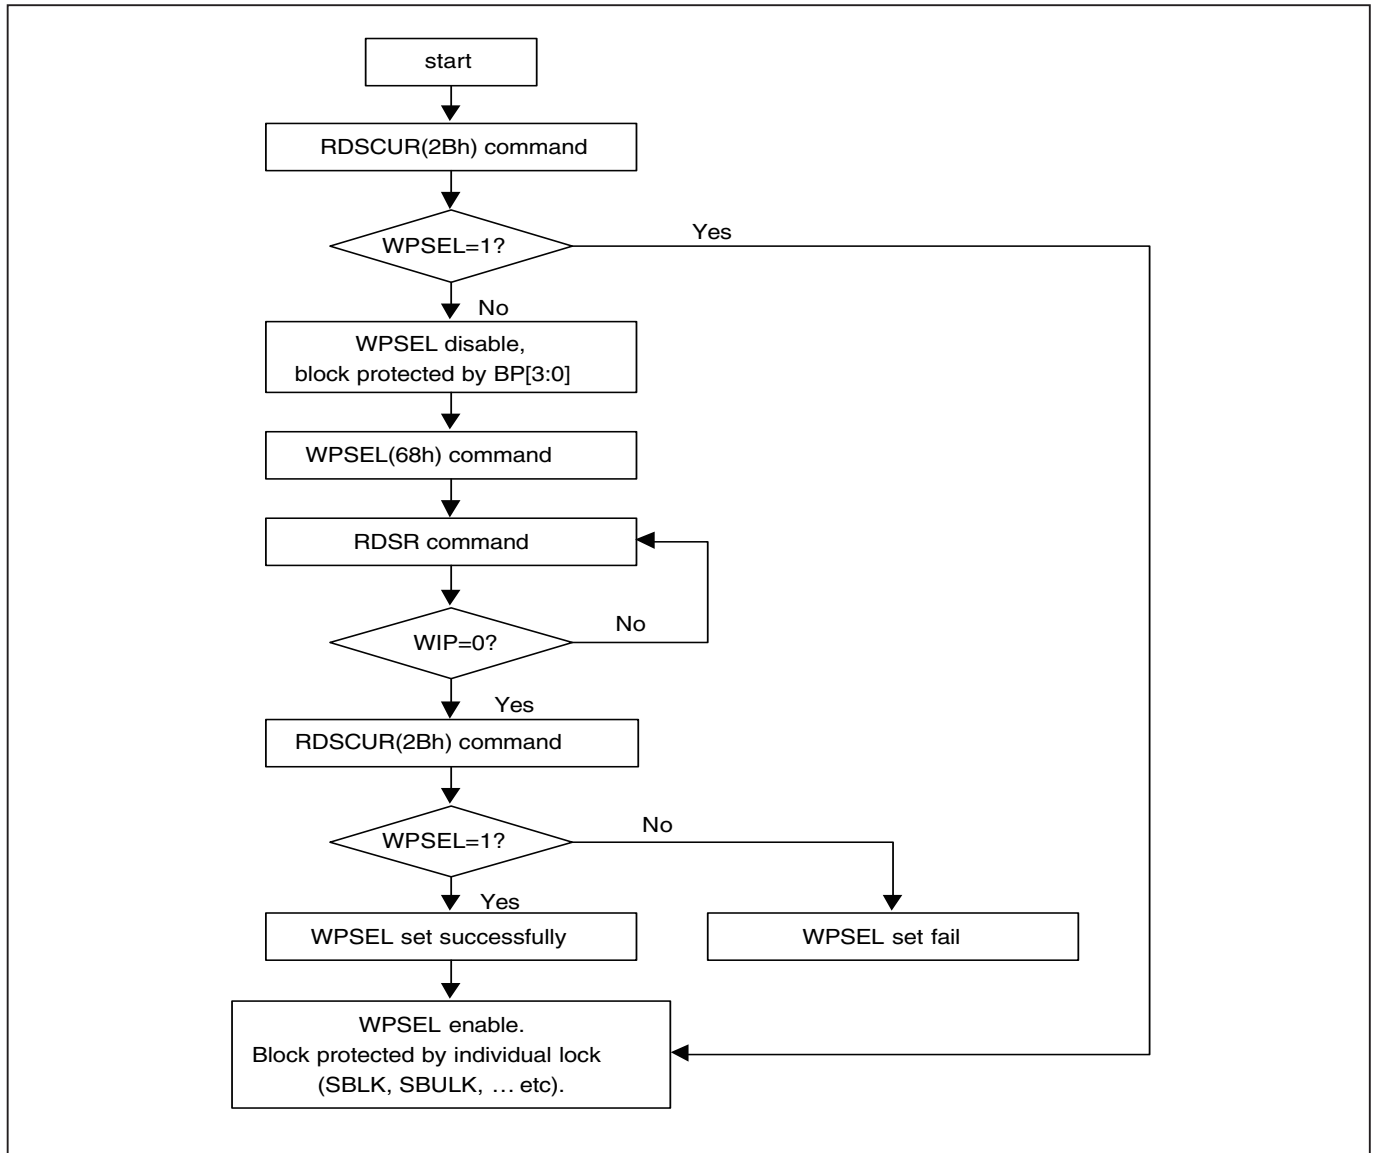 start
RDSCUR(2Bh) command
WPSEL=1?
Yes
No
WPSEL disable,
block protected by BP[3:0]
WPSEL(68h) command
RDSR command
WIP=0?
No
Yes
RDSCUR(2Bh) command
WPSEL=1?
No
Yes
WPSEL set successfully
WPSEL set fail
WPSEL enable.
Block protected by individual lock
(SBLK, SBULK, … etc).